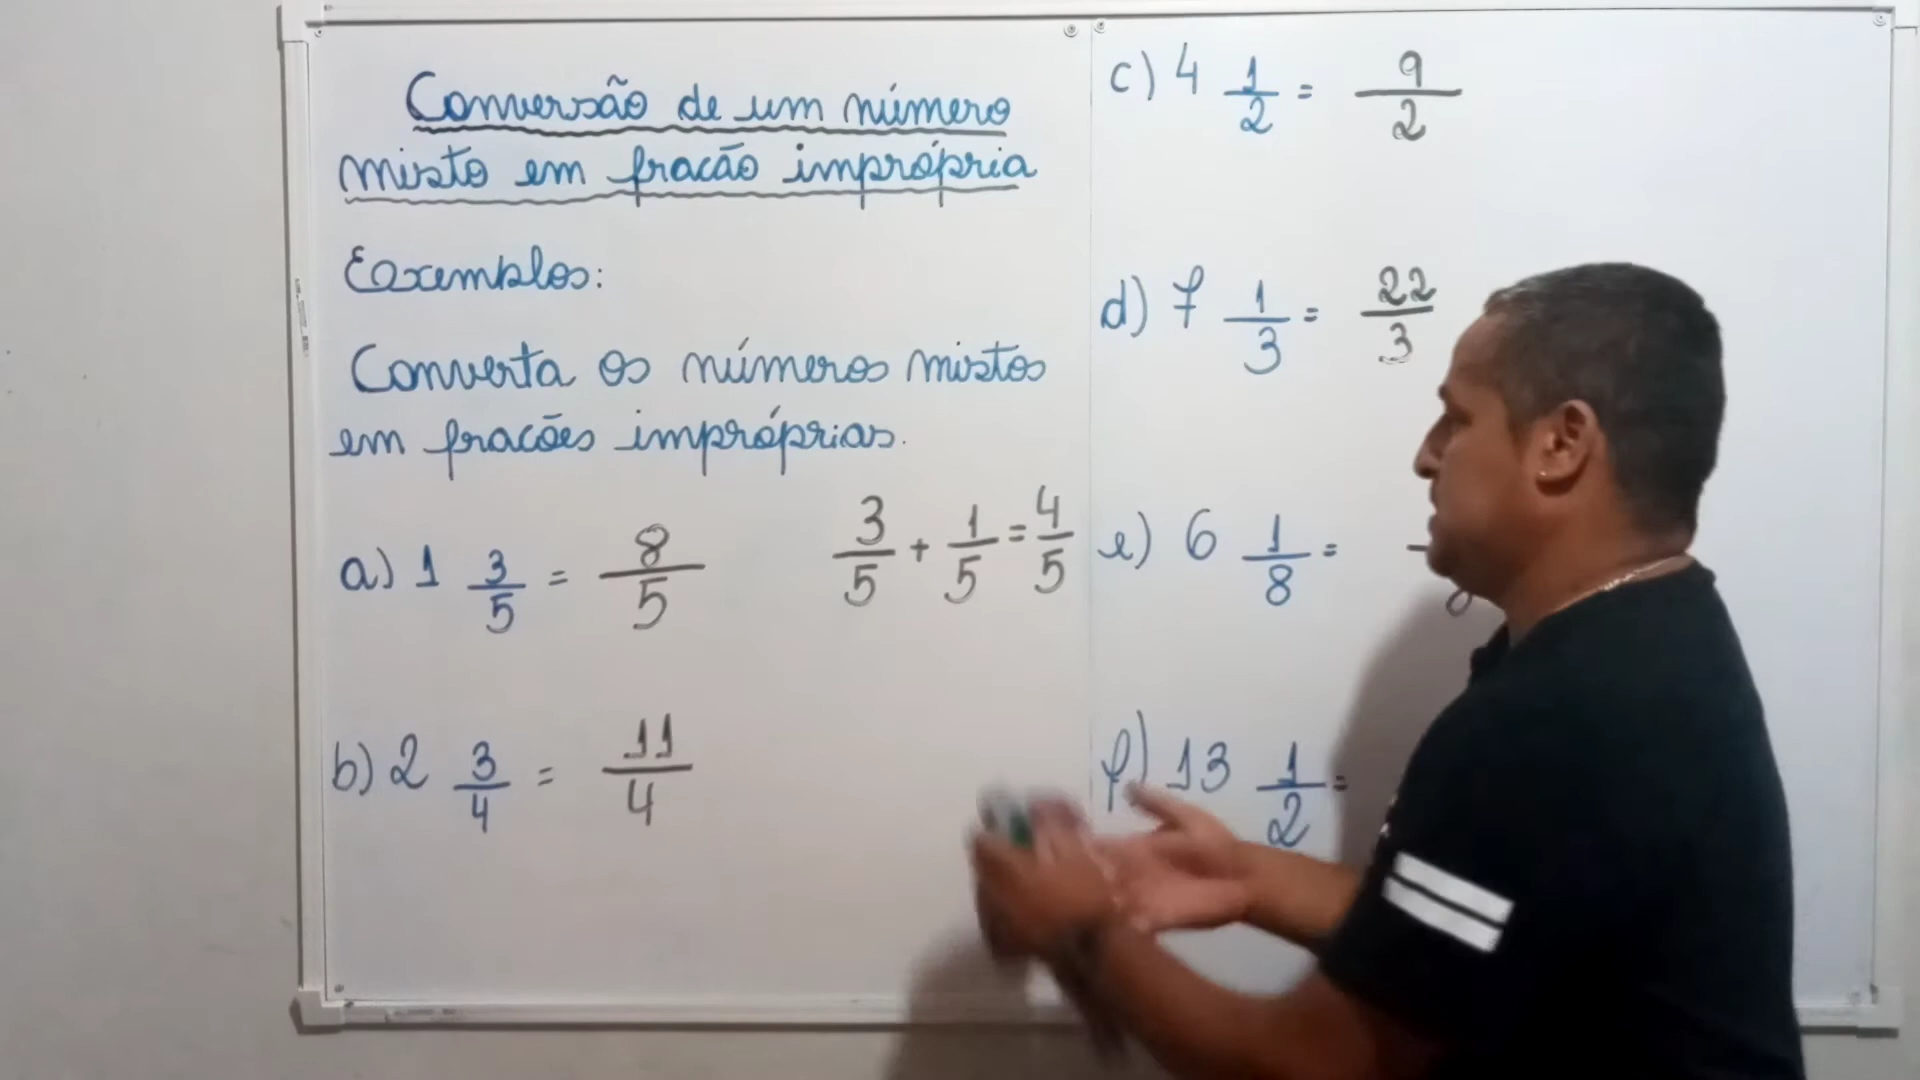 Conversão de um número
misto em fracão imprópria
Exemplos:
Converta os números mistos
em fracões impróprias.
a) 1 3/5 = 8/5
3/5 + 1/5 = 4/5
b) 2 3/4 = 11/4
c) 4 1/2 = 9/2
d) 7 1/3 = 22/3
e) 6 1/8 =
f) 13 1/2 =